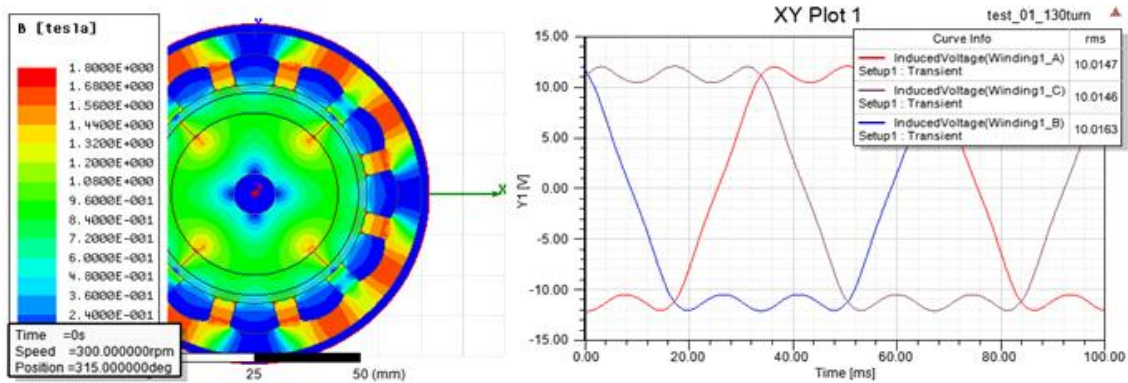 B [tesla]
1.8000E+000
1.6800E+000
1.5600E+000
1.4400E+000
1.3200E+000
1.2000E+000
1.0800E+000
9.6000E-001
8.4000E-001
7.2000E-001
6.0000E-001
4.8000E-001
3.6000E-001
2.4000E-001
Time =0s
Speed =300.000000rpm
Position =315.000000deg
X
25
50 (mm)
XY Plot 1
test_01_130turn
Curve Info
rms
InducedVoltage(Winding1_A)
Setup1 : Transient
10.0147
InducedVoltage(Winding1_C)
Setup1 : Transient
10.0146
InducedVoltage(Winding1_B)
Setup1 : Transient
10.0163
Y1 [V]
15.00
10.00
5.00
0.00
-5.00
-10.00
-15.00
0.00
20.00
40.00
60.00
80.00
100.00
Time [ms]